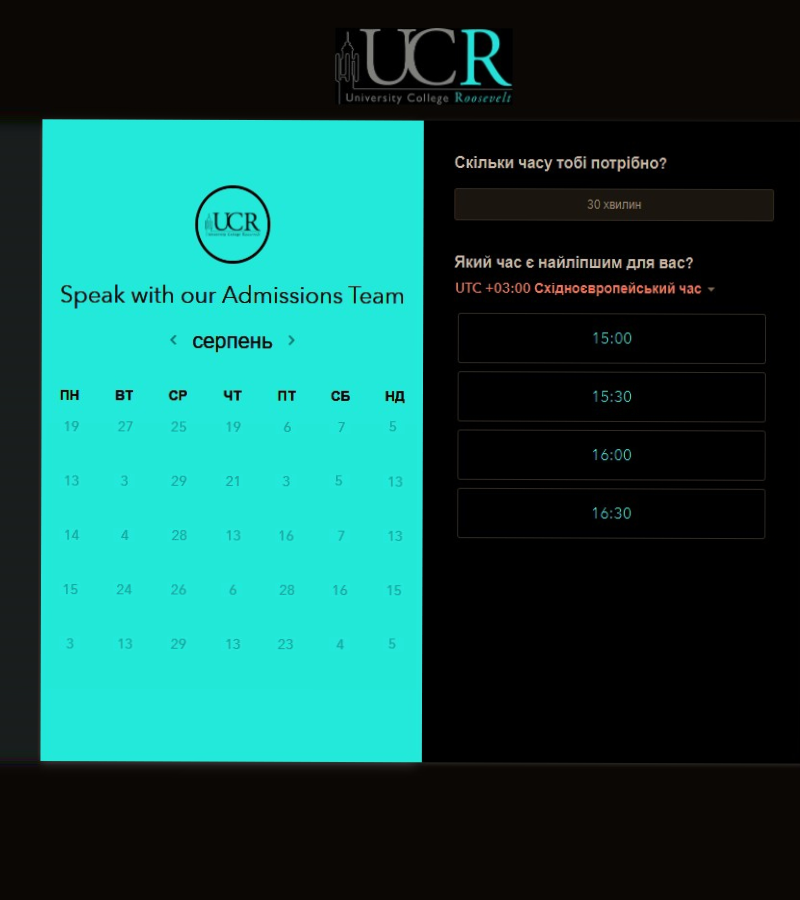 UCR
University College Roosevelt
UCR
Speak with our Admissions Team
серпень
ПН ВТ СР ЧТ ПТ СБ НД
19 27 25 19 6 7 5
13 3 29 21 3 5 13
14 4 28 13 16 7 13
15 24 26 6 28 16 15
3 13 29 13 23 4 5
Скільки часу тобі потрібно?
30 хвилин
Який час є найліпшим для вас?
UTC +03:00 Східноєвропейський час
15:00
15:30
16:00
16:30